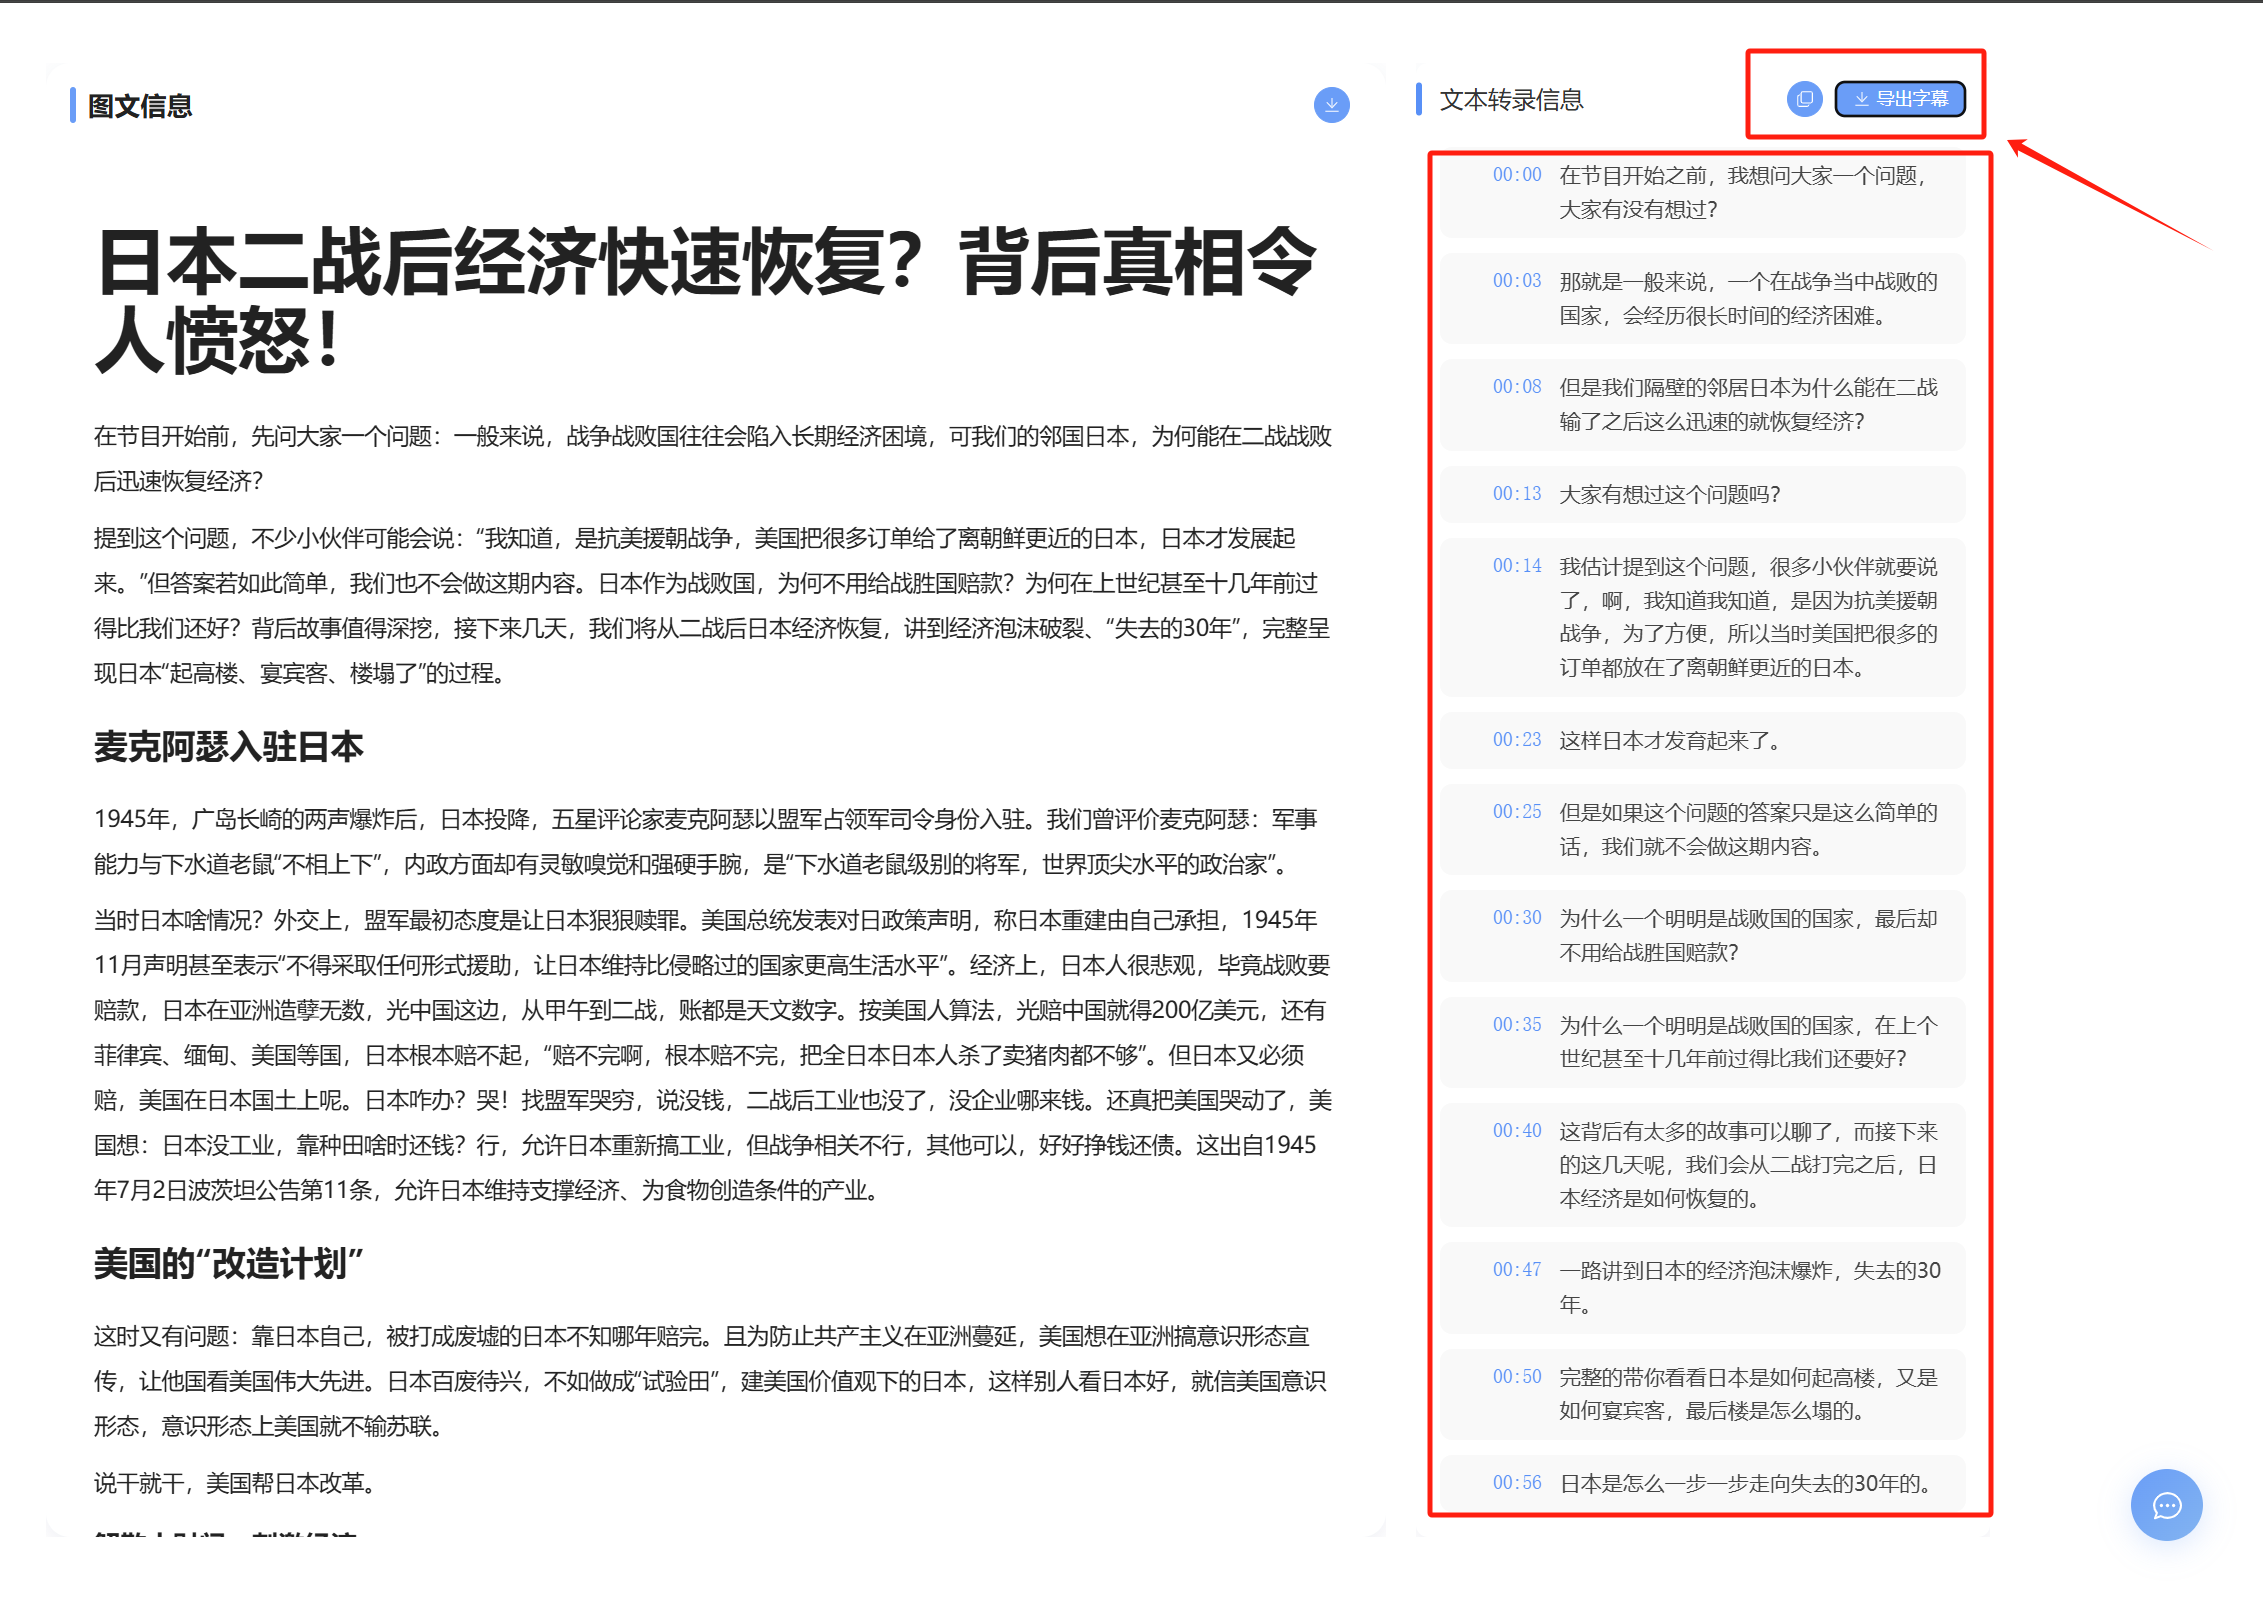 图文信息
日本二战后经济快速恢复？背后真相令
人愤怒！
在节目开始前，先问大家一个问题：一般来说，战争战败国往往会陷入长期经济困境，可我们的邻国日本，为何能在二战战败
后迅速恢复经济？
提到这个问题，不少小伙伴可能会说：“我知道，是抗美援朝战争，美国把很多订单给了离朝鲜更近的日本，日本才发展起
来。”但答案若如此简单，我们也不会做这期内容。日本作为战败国，为何不用给战胜国赔款？为何在上世纪甚至十几年前过
得比我们还好？背后故事值得深挖，接下来几天，我们将从二战后日本经济恢复，讲到经济泡沫破裂、“失去的30年”，完整呈
现日本“起高楼、宴宾客、楼塌了”的过程。
麦克阿瑟入驻日本
1945年，广岛长崎的两声爆炸后，日本投降，五星评论家麦克阿瑟以盟军占领军司令身份入驻。我们曾评价麦克阿瑟：军事
能力与下水道老鼠“不相上下”，内政方面却有灵敏嗅觉和强硬手腕，是“下水道老鼠级别的将军，世界顶尖水平的政治家”。
当时日本啥情况？外交上，盟军最初态度是让日本狠狠赎罪。美国总统发表对日政策声明，称日本重建由自己承担，1945年
11月声明甚至表示“不得采取任何形式援助，让日本维持比侵略过的国家更高生活水平”。经济上，日本人很悲观，毕竟战败要
赔款，日本在亚洲造孽无数，光中国这边，从甲午到二战，账都是天文数字。按美国人算法，光赔中国就得200亿美元，还有
菲律宾、缅甸、美国等国，日本根本赔不起，“赔不完啊，根本赔不完，把全日本日本人杀了卖猪肉都不够”。但日本又必须
赔，美国在日本国土上呢。日本咋办？哭！找盟军哭穷，说没钱，二战后工业也没了，没企业哪来钱。还真把美国哭动了，美
国想：日本没工业，靠种田啥时还钱？行，允许日本重新搞工业，但战争相关不行，其他可以，好好挣钱还债。这出自1945
年7月2日波茨坦公告第11条，允许日本维持支撑经济、为食物创造条件的产业。
美国的“改造计划”
这时又有问题：靠日本自己，被打成废墟的日本不知哪年赔完。且为防止共产主义在亚洲蔓延，美国想在亚洲搞意识形态宣
传，让他国看美国伟大先进。日本百废待兴，不如做成“试验田”，建美国价值观下的日本，这样别人看日本好，就信美国意识
形态，意识形态上美国就不输苏联。
说干就干，美国帮日本改革。
文本转录信息
导出字幕
00:00 在节目开始之前，我想问大家一个问题，
大家有没有想过？
00:03 那就是一般来说，一个在战争当中战败的
国家，会经历很长时间的经济困难。
00:08 但是我们隔壁的邻居日本为什么能在二战
输了之后这么迅速的就恢复经济？
00:13 大家有想过这个问题吗？
00:14 我估计提到这个问题，很多小伙伴就要说
了，啊，我知道我知道，是因为抗美援朝
战争，为了方便，所以当时美国把很多的
订单都放在了离朝鲜更近的日本。
00:23 这样日本才发育起来了。
00:25 但是如果这个问题的答案只是这么简单的
话，我们就不会做这期内容。
00:30 为什么一个明明是战败国的国家，最后却
不用给战胜国赔款？
00:35 为什么一个明明是战败国的国家，在上个
世纪甚至十几年前过得比我们还要好？
00:40 这背后有太多的故事可以聊了，而接下来
的这几天呢，我们会从二战打完之后，日
本经济是如何恢复的。
00:47 一路讲到日本的经济泡沫爆炸，失去的30
年。
00:50 完整的带你看看日本是如何起高楼，又是
如何宴宾客，最后楼是怎么塌的。
00:56 日本是怎么一步一步走向失去的30年的。